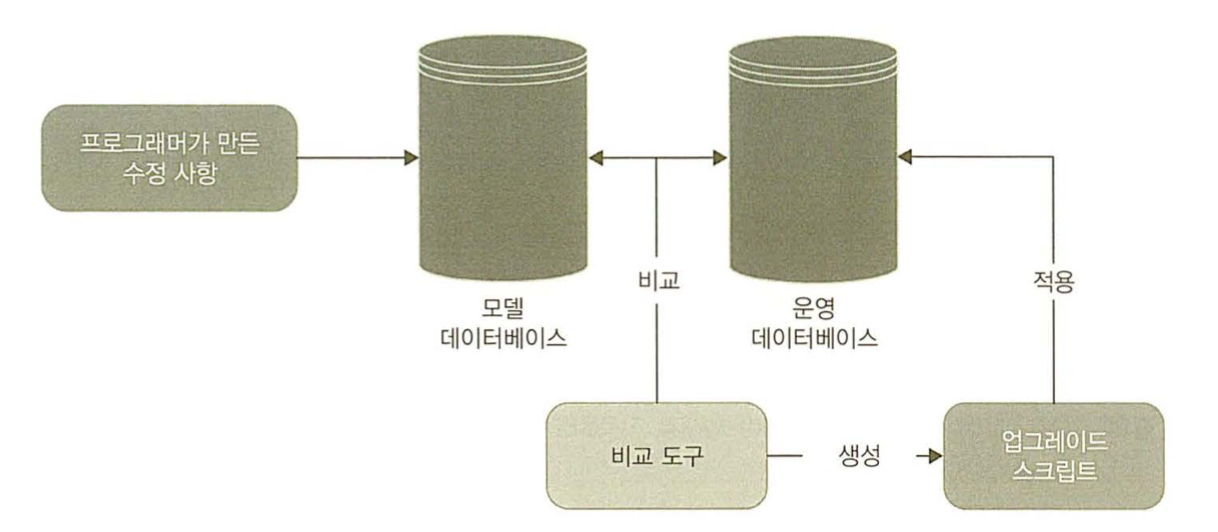 프로그래머가 만든
수정 사항
비교
적용
모델
데이터베이스
운영
데이터베이스
비교 도구
생성
업그레이드
스크립트